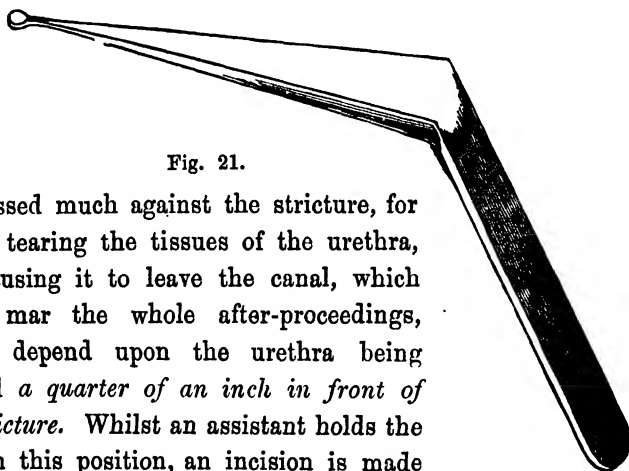 Fig. 21.
ssed much against the stricture, for
tearing the tissues of the urethra,
using it to leave the canal, which
mar the whole after-proceedings,
depend upon the urethra being
a quarter of an inch in front of
icture. Whilst an assistant holds the
this position, an incision is made